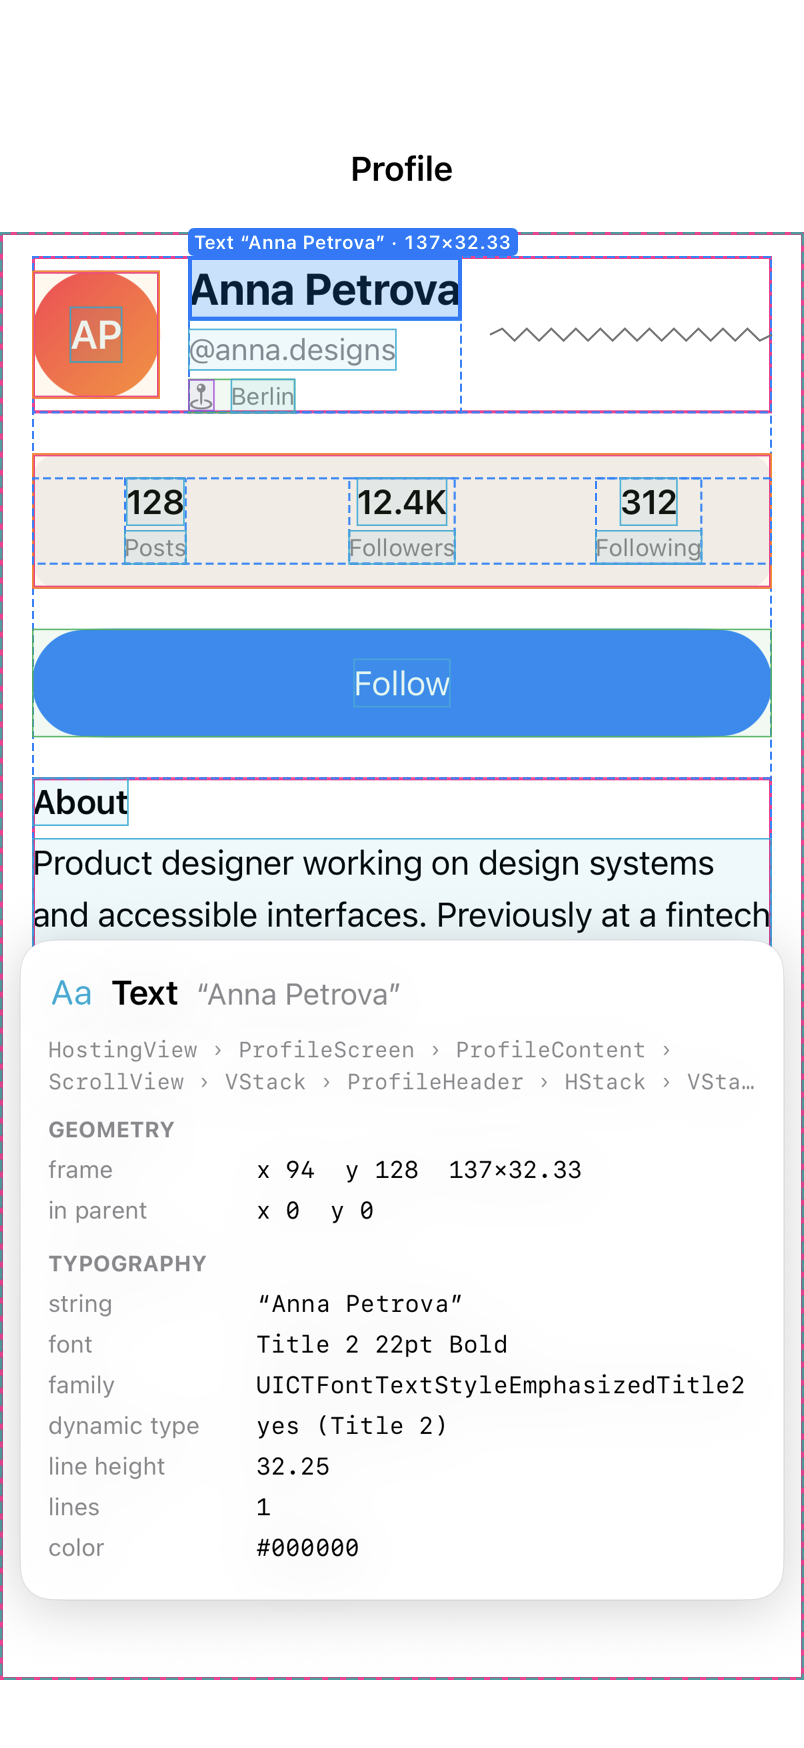 Profile
Text “Anna Petrova” · 137×32.33
AP
Anna Petrova
@anna.designs
Berlin
128
12.4K
312
Posts
Followers
Following
Follow
About
Product designer working on design systems
and accessible interfaces. Previously at a fintech
Aa Text “Anna Petrova”
HostingView › ProfileScreen › ProfileContent ›
ScrollView › VStack › ProfileHeader › HStack › VSta…
GEOMETRY
frame x 94 y 128 137×32.33
in parent x 0 y 0
TYPOGRAPHY
string “Anna Petrova”
font Title 2 22pt Bold
family UICTFontTextStyleEmphasizedTitle2
dynamic type yes (Title 2)
line height 32.25
lines 1
color #000000